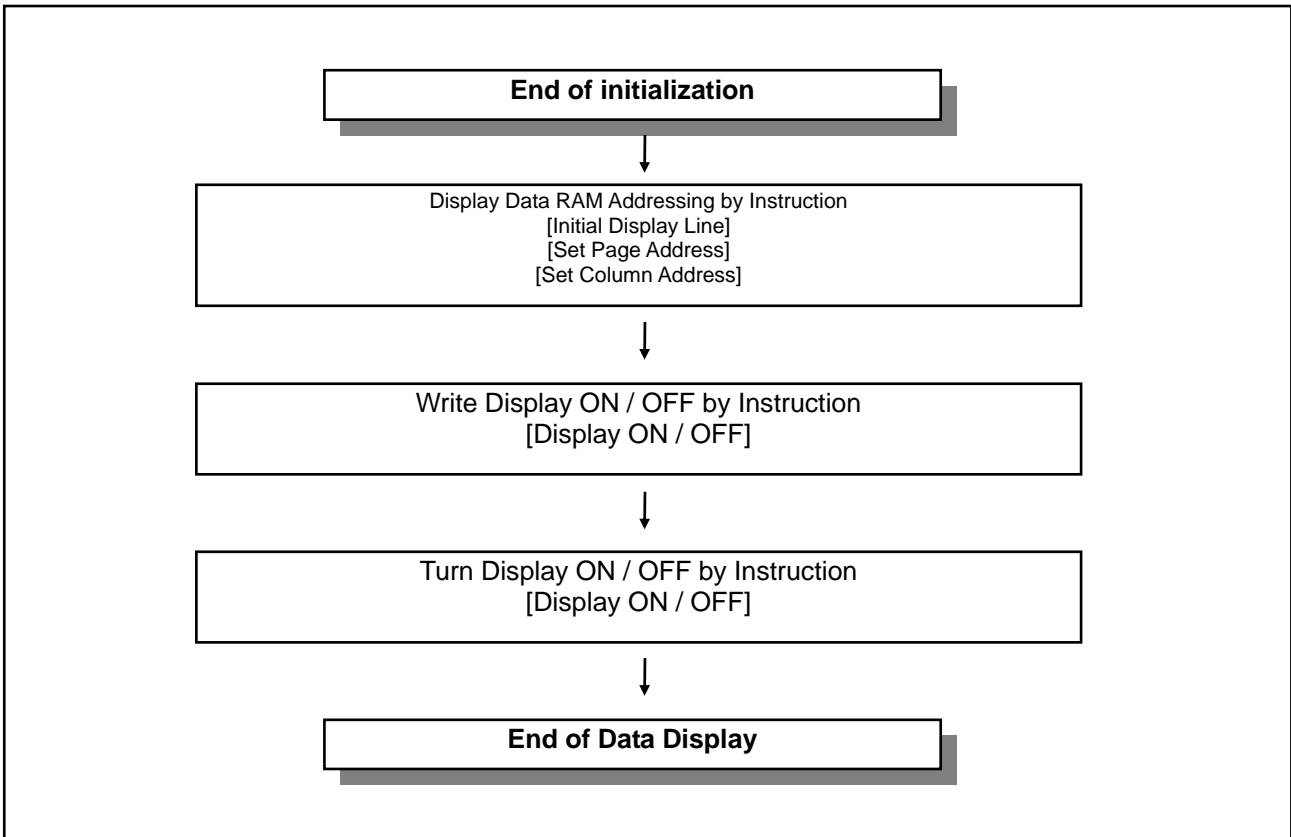 End of initialization
Display Data RAM Addressing by Instruction
[Initial Display Line]
[Set Page Address]
[Set Column Address]
Write Display ON / OFF by Instruction
[Display ON / OFF]
Turn Display ON / OFF by Instruction
[Display ON / OFF]
End of Data Display